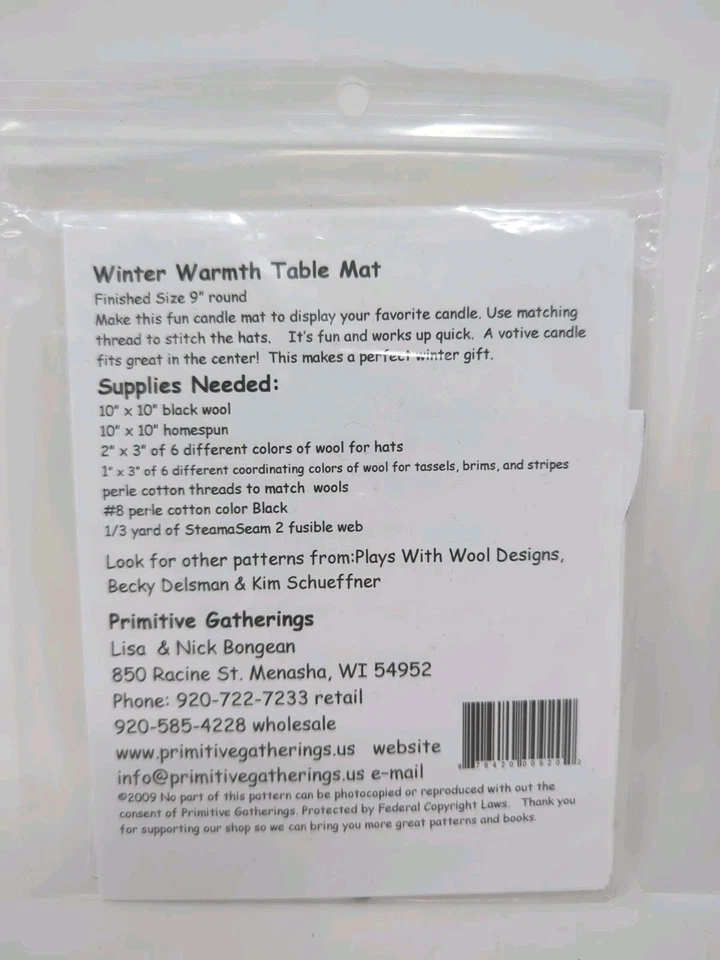 Winter Warmth Table Mat
Finished Size 9" round
Make this fun candle mat to display your favorite candle. Use matching
thread to stitch the hats. It's fun and works up quick. A votive candle
fits great in the center! This makes a perfect winter gift.
Supplies Needed:
10" x 10" black wool
10" x 10" homespun
2" x 3" of 6 different colors of wool for hats
1" x 3" of 6 different coordinating colors of wool for tassels, brims, and stripes
perle cotton threads to match wools
#8 perle cotton color Black
1/3 yard of SteamaSeam 2 fusible web
Look for other patterns from:Plays With Wool Designs,
Becky Delsman & Kim Schueffner
Primitive Gatherings
Lisa & Nick Bongean
850 Racine St. Menasha, WI 54952
Phone: 920-722-7233 retail
920-585-4228 wholesale
www.primitivegatherings.us website
info@primitivegatherings.us e-mail
©2009 No part of this pattern can be photocopied or reproduced with out the
consent of Primitive Gatherings. Protected by Federal Copyright Laws. Thank you
for supporting our shop so we can bring you more great patterns and books.